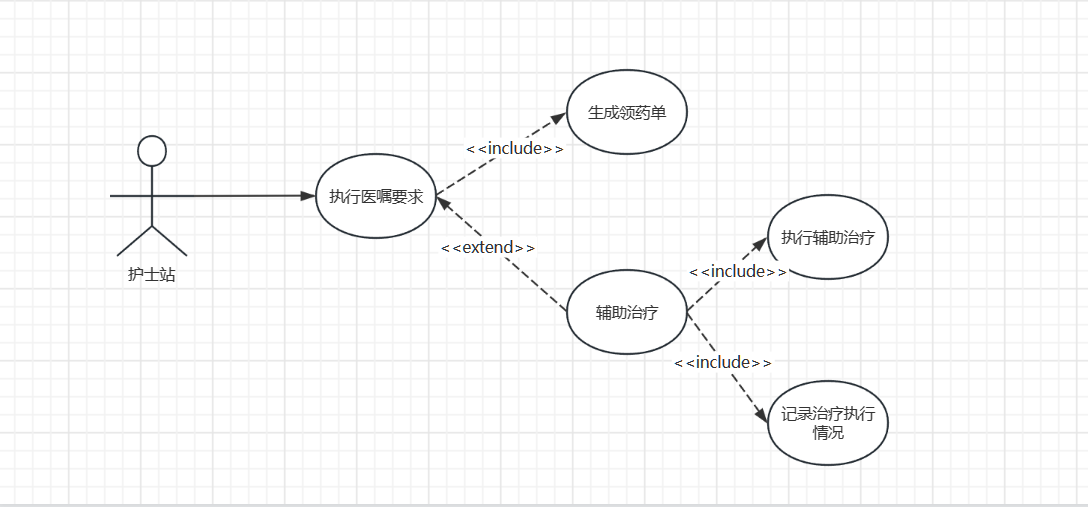 生成领药单
<<include>>
执行医嘱要求
执行辅助治疗
<<extend>>
<<include>>
护士站
辅助治疗
<<include>>
记录治疗执行
情况